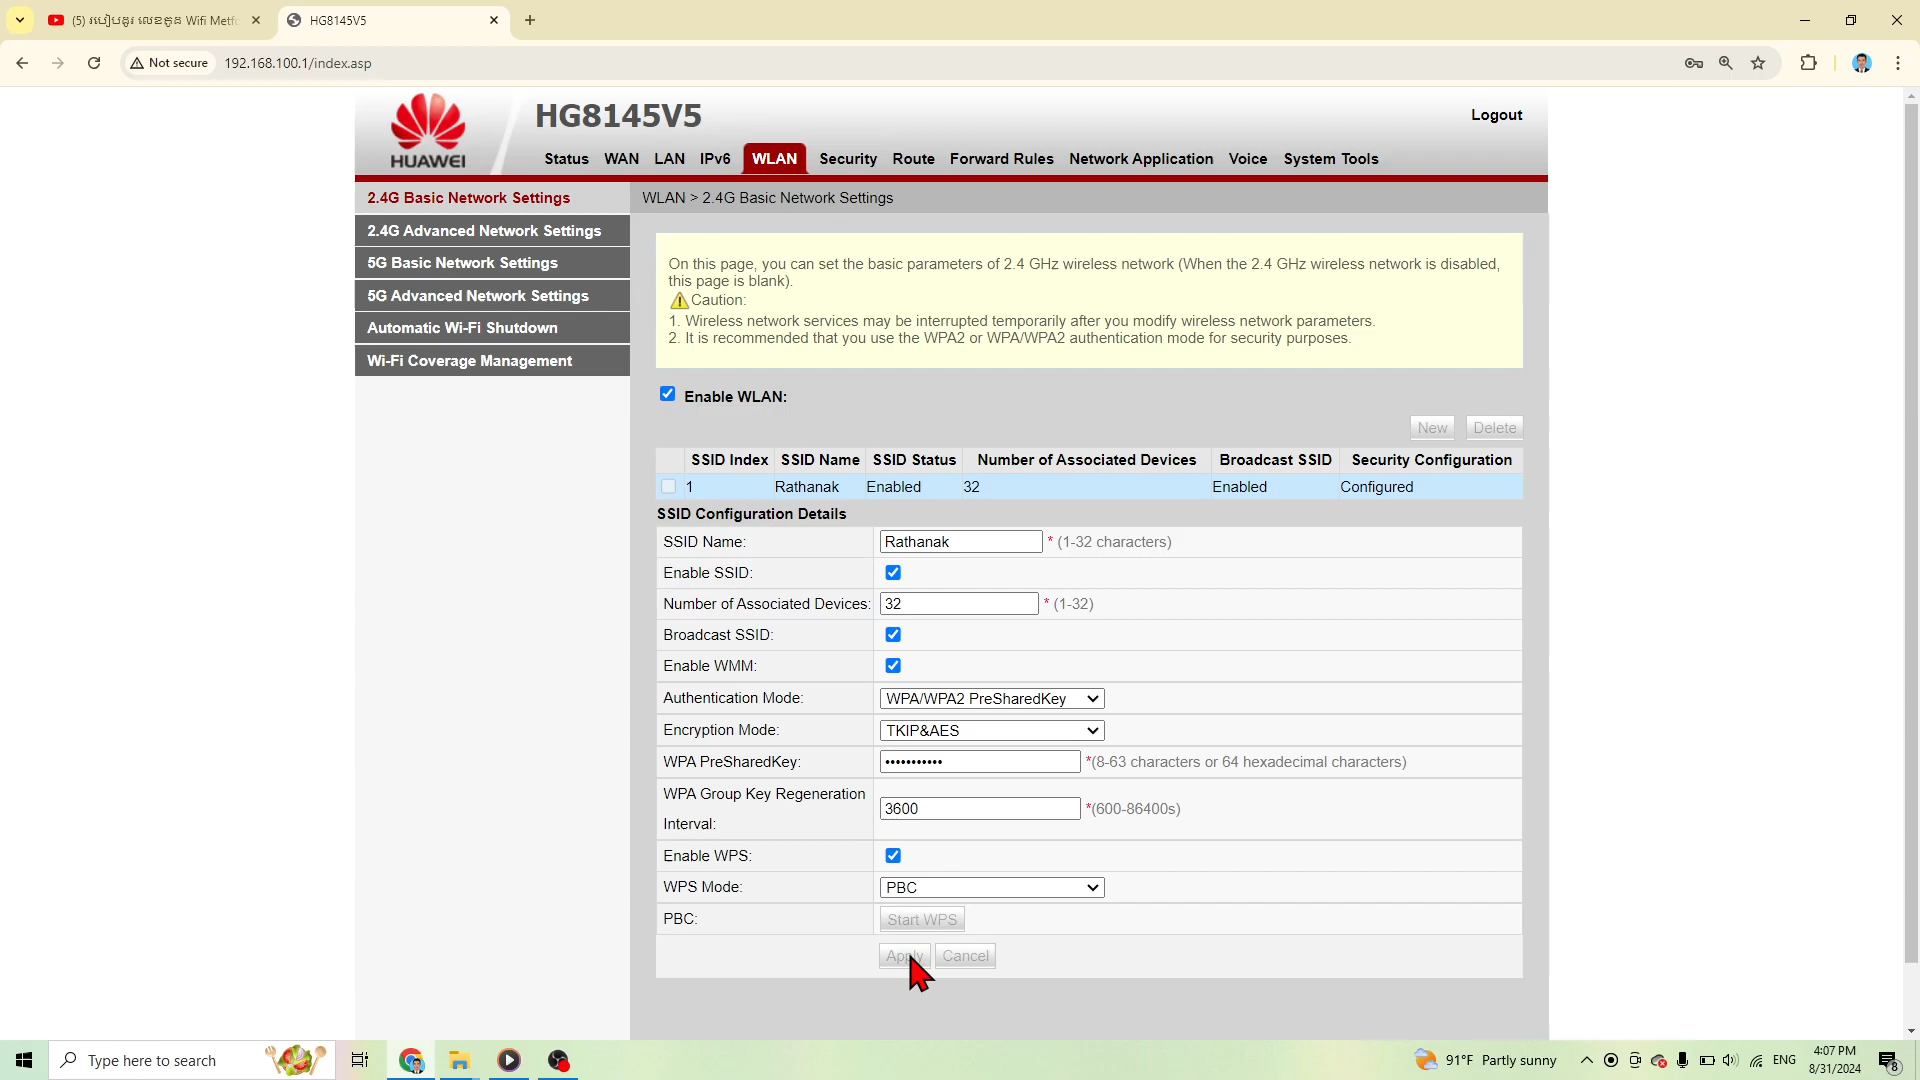 (5) របៀបដូរ លេខកូដ Wifi Metfo
HG8145V5
Not secure 192.168.100.1/index.asp
HUAWEI
HG8145V5
Logout
Status WAN LAN IPv6 WLAN Security Route Forward Rules Network Application Voice System Tools
2.4G Basic Network Settings
2.4G Advanced Network Settings
5G Basic Network Settings
5G Advanced Network Settings
Automatic Wi-Fi Shutdown
Wi-Fi Coverage Management
WLAN > 2.4G Basic Network Settings
On this page, you can set the basic parameters of 2.4 GHz wireless network (When the 2.4 GHz wireless network is disabled,
this page is blank).
Caution:
1. Wireless network services may be interrupted temporarily after you modify wireless network parameters.
2. It is recommended that you use the WPA2 or WPA/WPA2 authentication mode for security purposes.
Enable WLAN:
New Delete
SSID Index SSID Name SSID Status Number of Associated Devices Broadcast SSID Security Configuration
1 Rathanak Enabled 32 Enabled Configured
SSID Configuration Details
SSID Name: Rathanak * (1-32 characters)
Enable SSID:
Number of Associated Devices: 32 * (1-32)
Broadcast SSID:
Enable WMM:
Authentication Mode: WPA/WPA2 PreSharedKey
Encryption Mode: TKIP&AES
WPA PreSharedKey: ••••••••••• *(8-63 characters or 64 hexadecimal characters)
WPA Group Key Regeneration
Interval: 3600 *(600-86400s)
Enable WPS:
WPS Mode: PBC
PBC: Start WPS
Apply Cancel
Type here to search
91°F Partly sunny
ENG
4:07 PM
8/31/2024
8